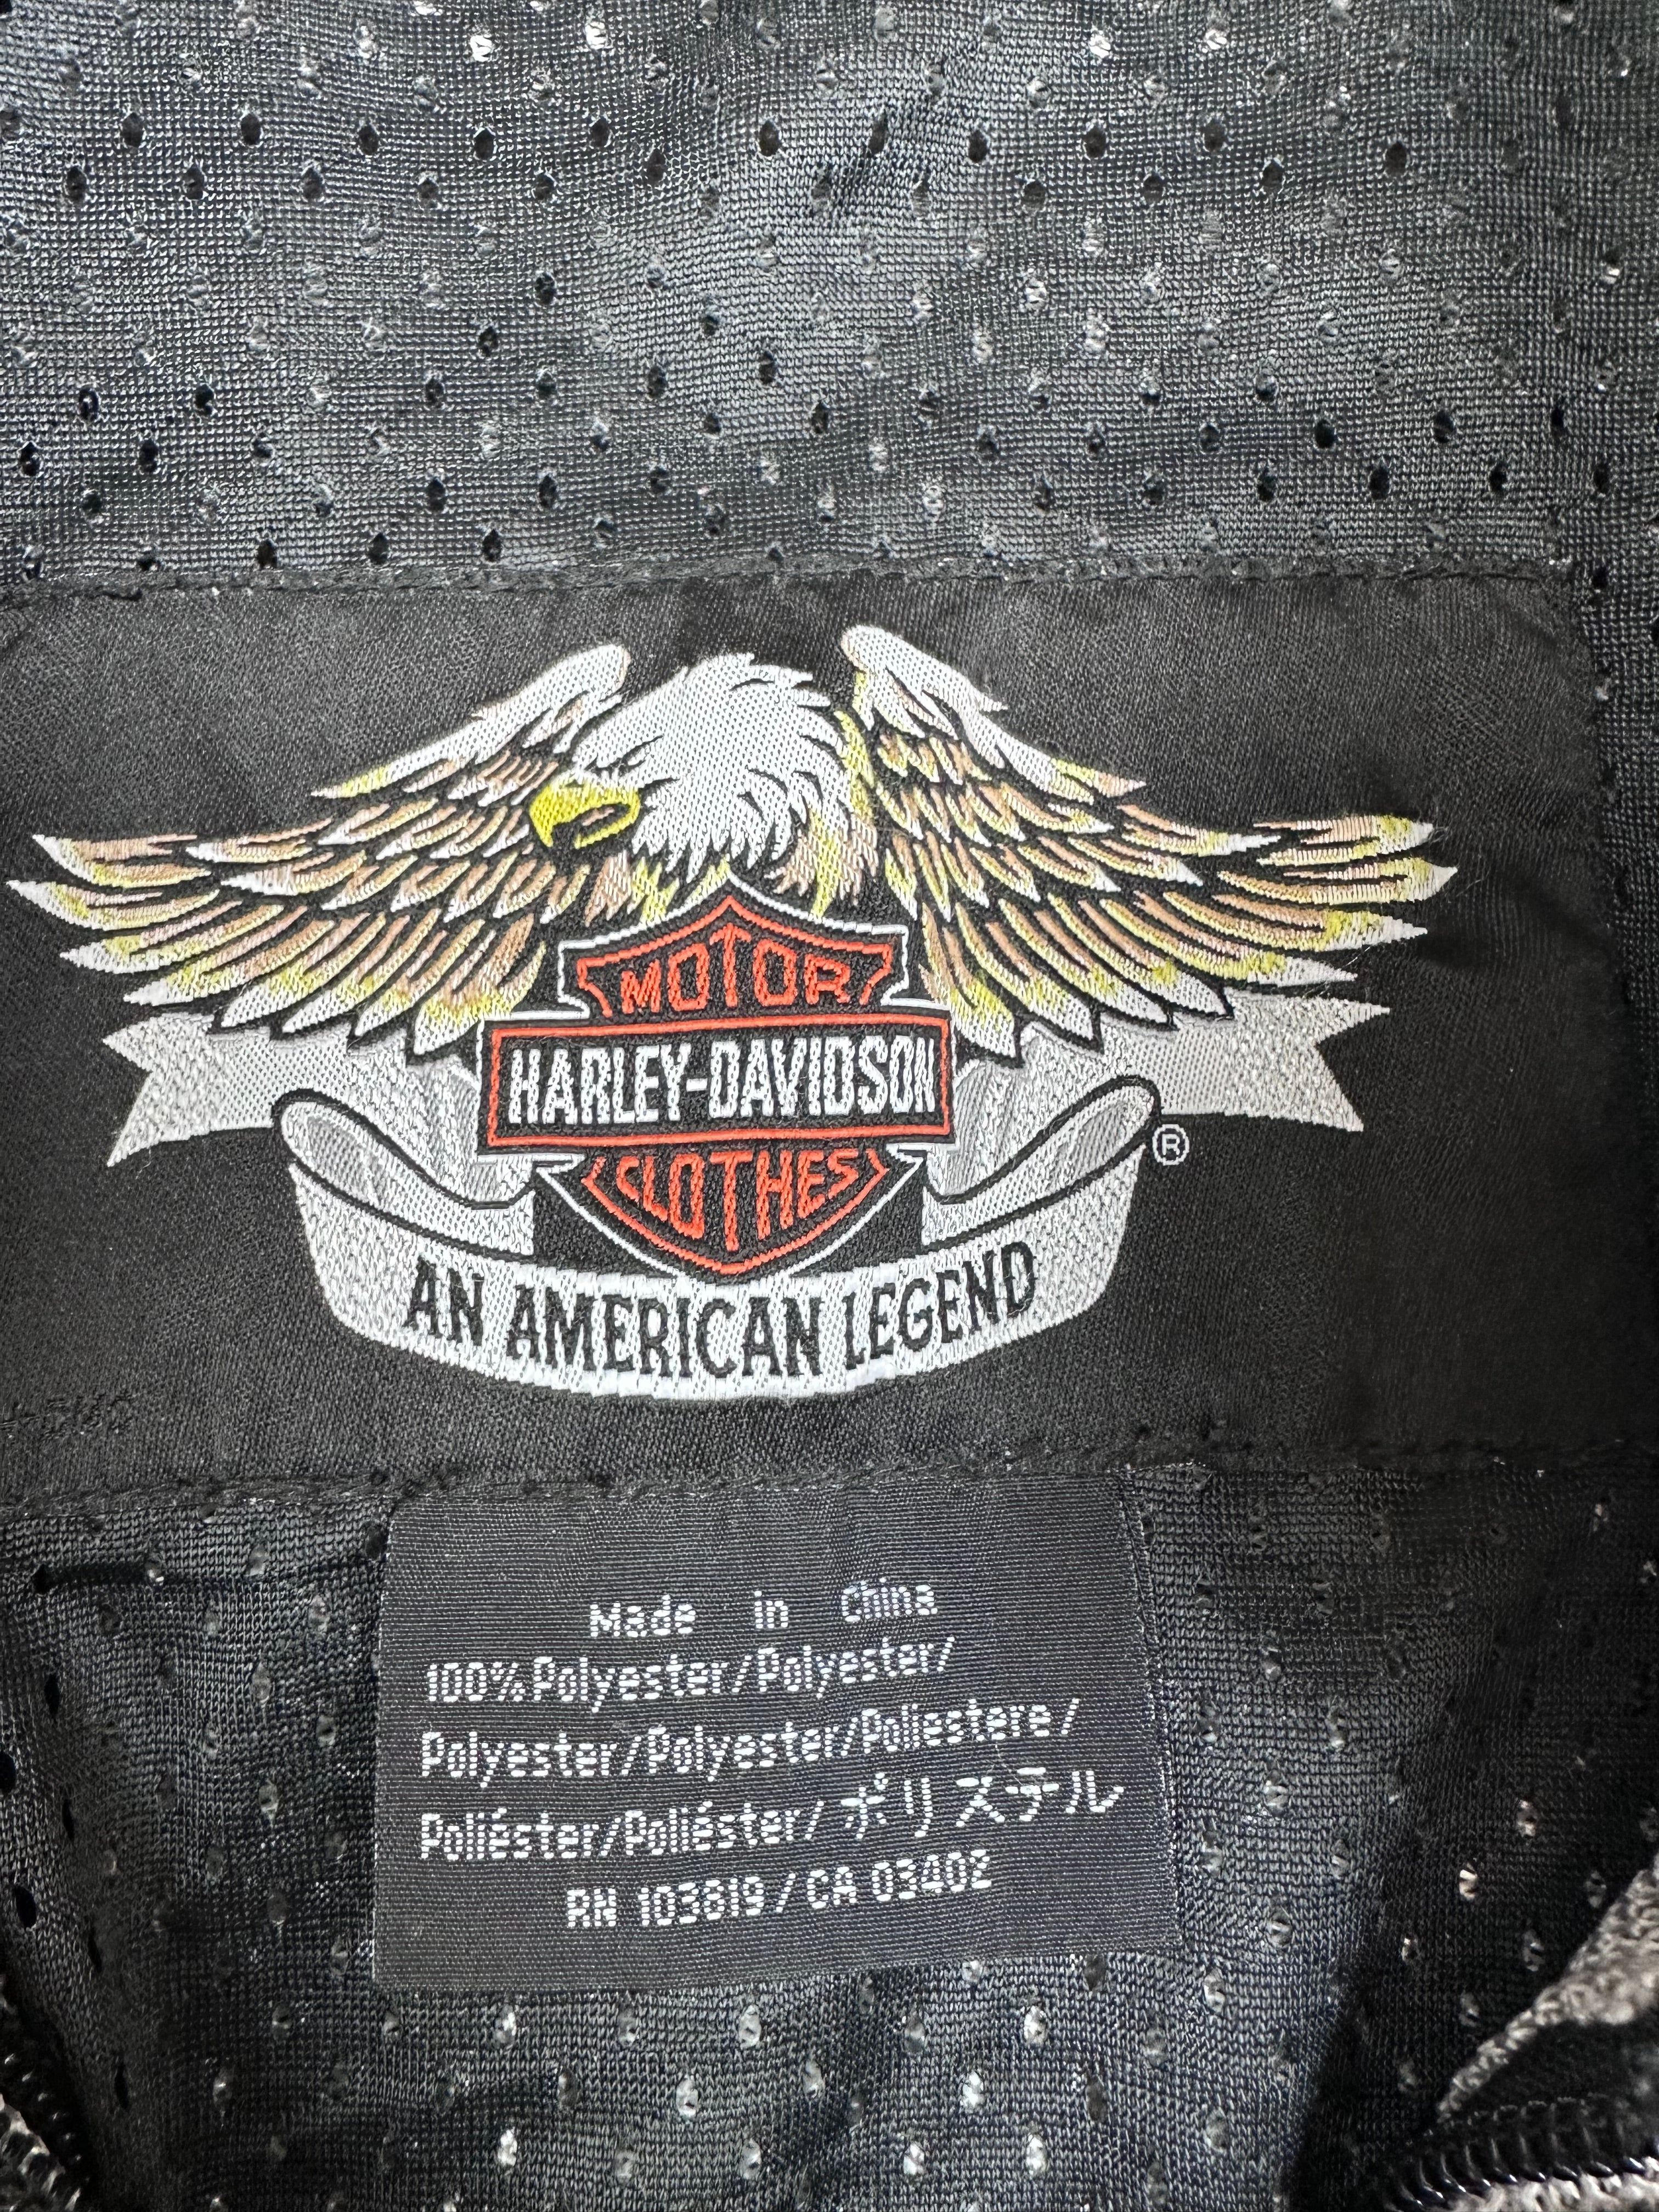 MOTOR
HARLEY-DAVIDSON
CLOTHES
®
AN AMERICAN LEGEND
Made in China
100%Polyester/Polyester/
Polyester/Polyester/Poliestere/
Poliéster/Poliéster/ポリステル
RN 103819/CA 03402